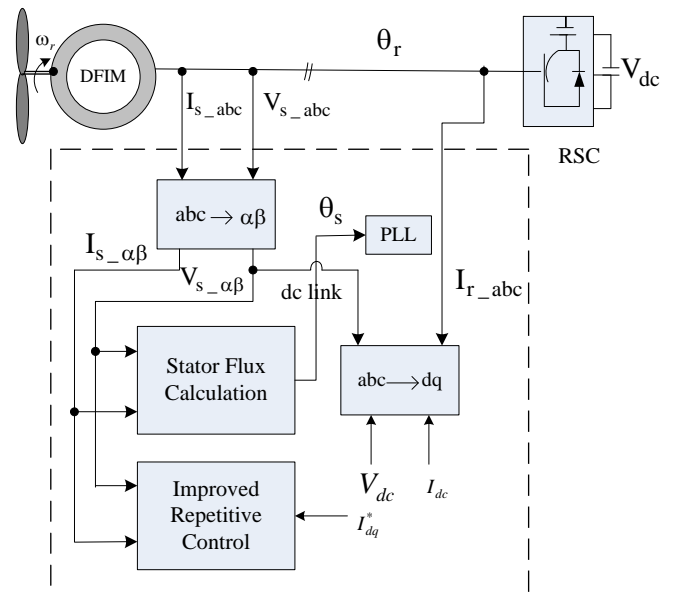 ωr
DFIM
θr
Vdc
Is_abc
Vs_abc
RSC
abc → αβ
θs
PLL
Is_αβ
Vs_αβ
dc link
Ir_abc
Stator Flux
Calculation
abc → dq
Improved
Repetitive
Control
Vdc
Idc
I*dq